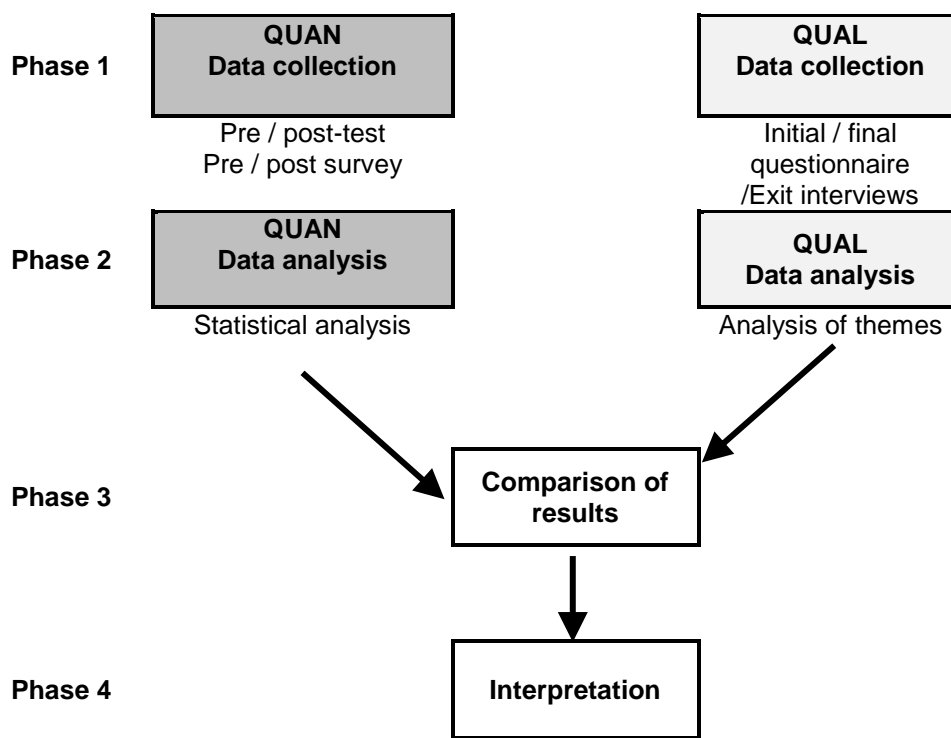 Phase 1
QUAN
Data collection
Pre / post-test
Pre / post survey
QUAL
Data collection
Initial / final
questionnaire
/Exit interviews
Phase 2
QUAN
Data analysis
Statistical analysis
QUAL
Data analysis
Analysis of themes
Phase 3
Comparison of
results
Phase 4
Interpretation